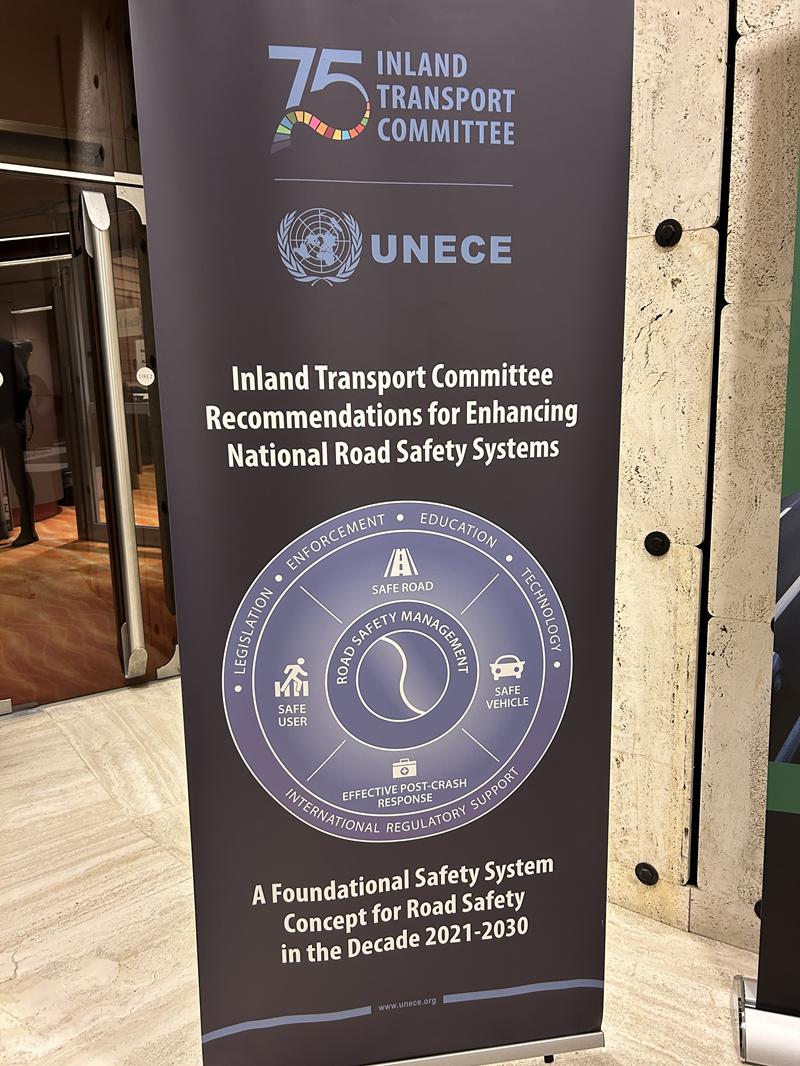 75 INLAND
TRANSPORT
COMMITTEE
UNECE
Inland Transport Committee
Recommendations for Enhancing
National Road Safety Systems
LEGISLATION • ENFORCEMENT • EDUCATION • TECHNOLOGY
SAFE ROAD
ROAD SAFETY MANAGEMENT
SAFE
USER
SAFE
VEHICLE
EFFECTIVE POST-CRASH
RESPONSE
INTERNATIONAL REGULATORY SUPPORT
A Foundational Safety System
Concept for Road Safety
in the Decade 2021-2030
www.unece.org